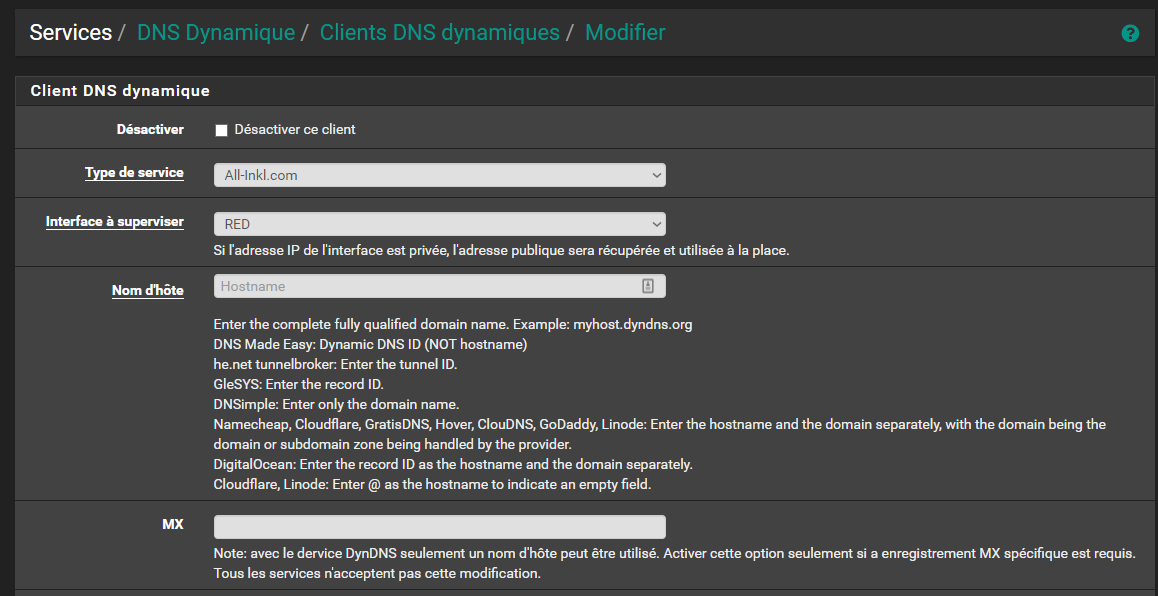 Services / DNS Dynamique / Clients DNS dynamiques / Modifier ?
Client DNS dynamique
Désactiver Désactiver ce client
Type de service All-Inkl.com
Interface à superviser RED
Si l'adresse IP de l'interface est privée, l'adresse publique sera récupérée et utilisée à la place.
Nom d'hôte Hostname
Enter the complete fully qualified domain name. Example: myhost.dyndns.org
DNS Made Easy: Dynamic DNS ID (NOT hostname)
he.net tunnelbroker: Enter the tunnel ID.
GleSYS: Enter the record ID.
DNSimple: Enter only the domain name.
Namecheap, Cloudflare, GratisDNS, Hover, ClouDNS, GoDaddy, Linode: Enter the hostname and the domain separately, with the domain being the
domain or subdomain zone being handled by the provider.
DigitalOcean: Enter the record ID as the hostname and the domain separately.
Cloudflare, Linode: Enter @ as the hostname to indicate an empty field.
MX
Note: avec le dervice DynDNS seulement un nom d'hôte peut être utilisé. Activer cette option seulement si a enregistrement MX spécifique est requis.
Tous les services n'acceptent pas cette modification.